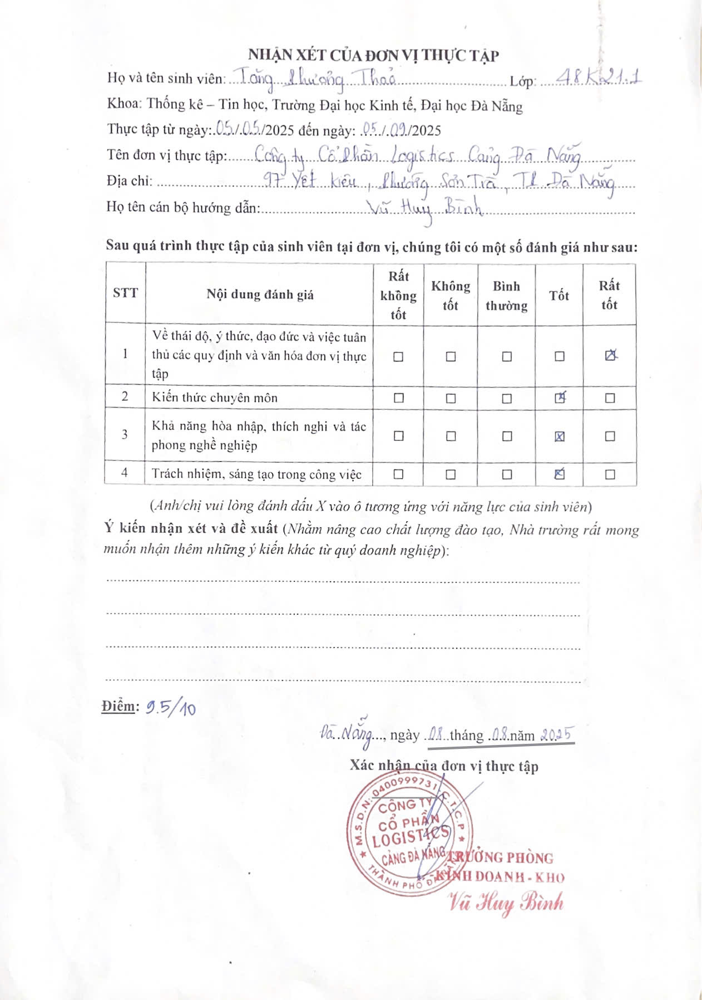 NHẬN XÉT CỦA ĐƠN VỊ THỰC TẬP
Họ và tên sinh viên: Tăng Phương Thảo Lớp: 48K21.1
Khoa: Thống kê – Tin học, Trường Đại học Kinh tế, Đại học Đà Nẵng
Thực tập từ ngày: 05/05/2025 đến ngày: 05/09/2025
Tên đơn vị thực tập: Công ty Cổ Phần Logistics Cảng Đà Nẵng
Địa chỉ: 97 Yết Kiêu, Phường Sơn Trà, TP Đà Nẵng
Họ tên cán bộ hướng dẫn: Vũ Huy Bình
Sau quá trình thực tập của sinh viên tại đơn vị, chúng tôi có một số đánh giá như sau:
STT Nội dung đánh giá Rất không tốt Không tốt Bình thường Tốt Rất tốt
1 Về thái độ, ý thức, đạo đức và việc tuân
thủ các quy định và văn hóa đơn vị thực ☐ ☐ ☐ ☐ ☒
tập
2 Kiến thức chuyên môn ☐ ☐ ☐ ☒ ☐
3 Khả năng hòa nhập, thích nghi và tác
phong nghề nghiệp ☐ ☐ ☐ ☒ ☐
4 Trách nhiệm, sáng tạo trong công việc ☐ ☐ ☐ ☒ ☐
(Anh/chị vui lòng đánh dấu X vào ô tương ứng với năng lực của sinh viên)
Ý kiến nhận xét và đề xuất (Nhằm nâng cao chất lượng đào tạo, Nhà trường rất mong
muốn nhận thêm những ý kiến khác từ quý doanh nghiệp):
Điểm: 9.5/10
Đà Nẵng, ngày 08 tháng 08 năm 2025
Xác nhận của đơn vị thực tập
M.S.D.N: 0400999731-C.T.C.P
CÔNG TY
CỔ PHẦN
LOGISTICS
CẢNG ĐÀ NẴNG
THÀNH PHỐ ĐÀ NẴNG
TRƯỞNG PHÒNG
KINH DOANH - KHO
Vũ Huy Bình